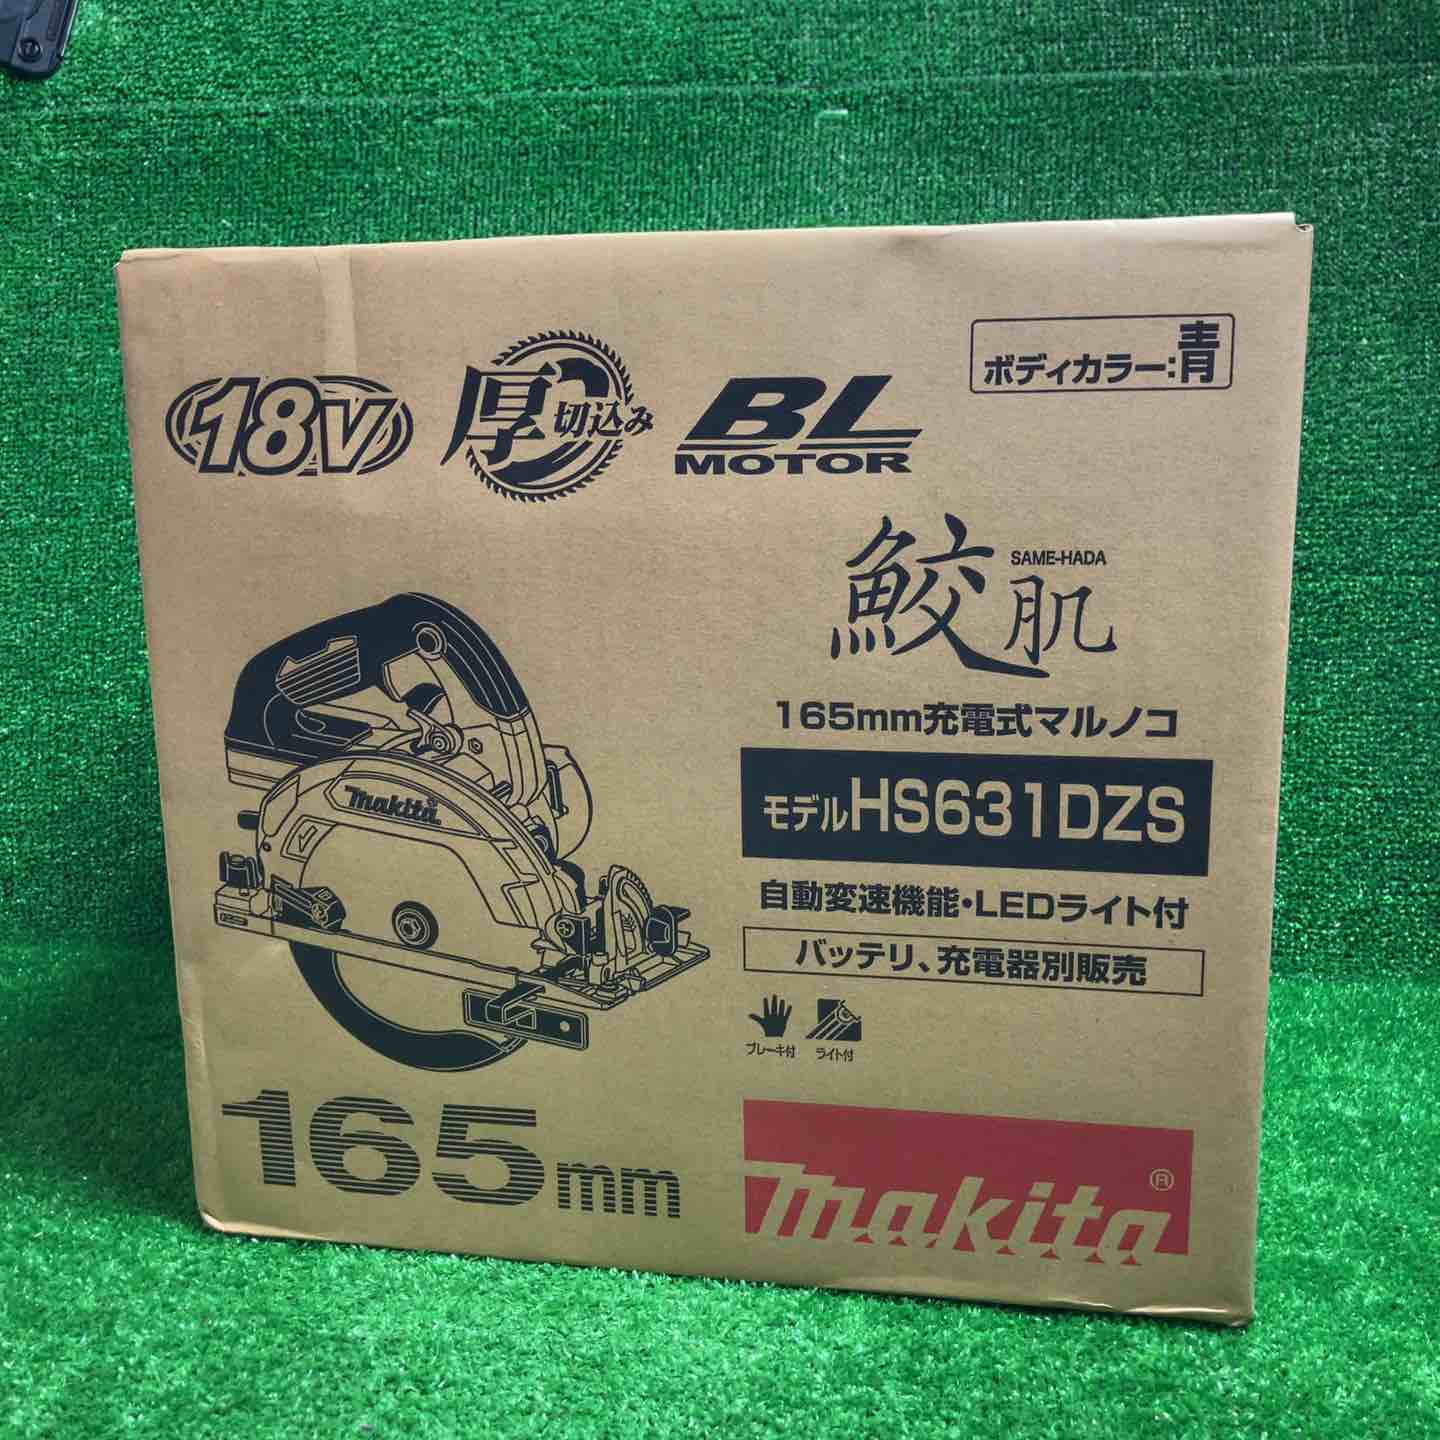 ボディカラー:青
18V
厚切込み
BL
MOTOR
鮫肌
SAME-HADA
165mm充電式マルノコ
モデルHS631DZS
自動変速機能・LEDライト付
バッテリ、充電器別販売
ブレーキ付 ライト付
makita
165mm
makita®